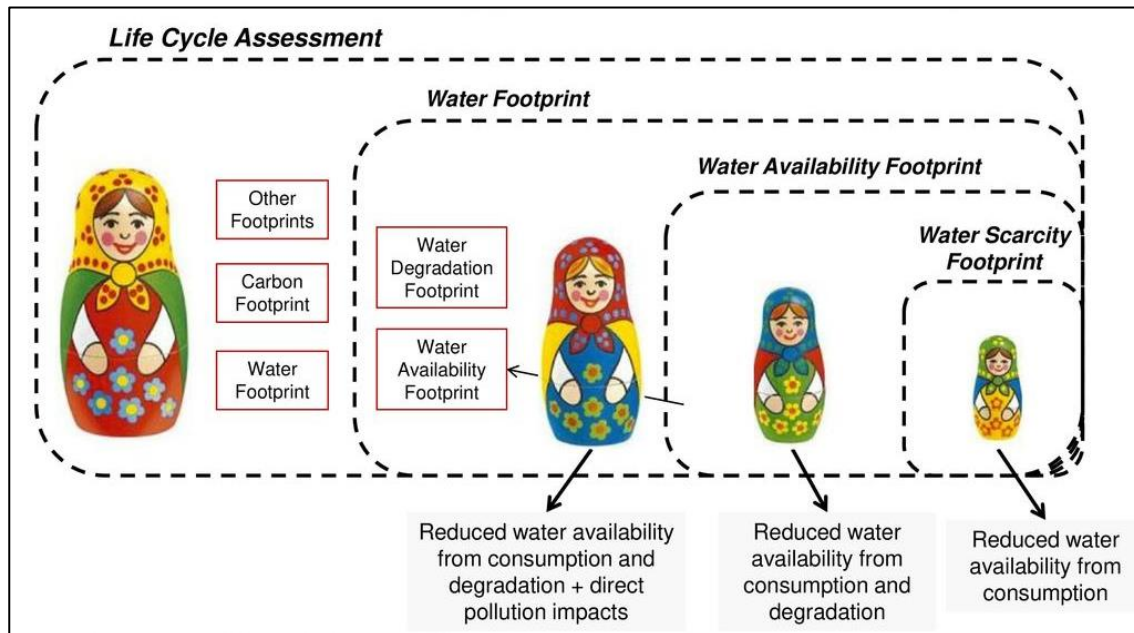 Life Cycle Assessment
Water Footprint
Water Availability Footprint
Water Scarcity
Footprint
Other
Footprints
Carbon
Footprint
Water
Footprint
Water
Degradation
Footprint
Water
Availability
Footprint
Reduced water availability
from consumption and
degradation + direct
pollution impacts
Reduced water
availability from
consumption and
degradation
Reduced water
availability from
consumption